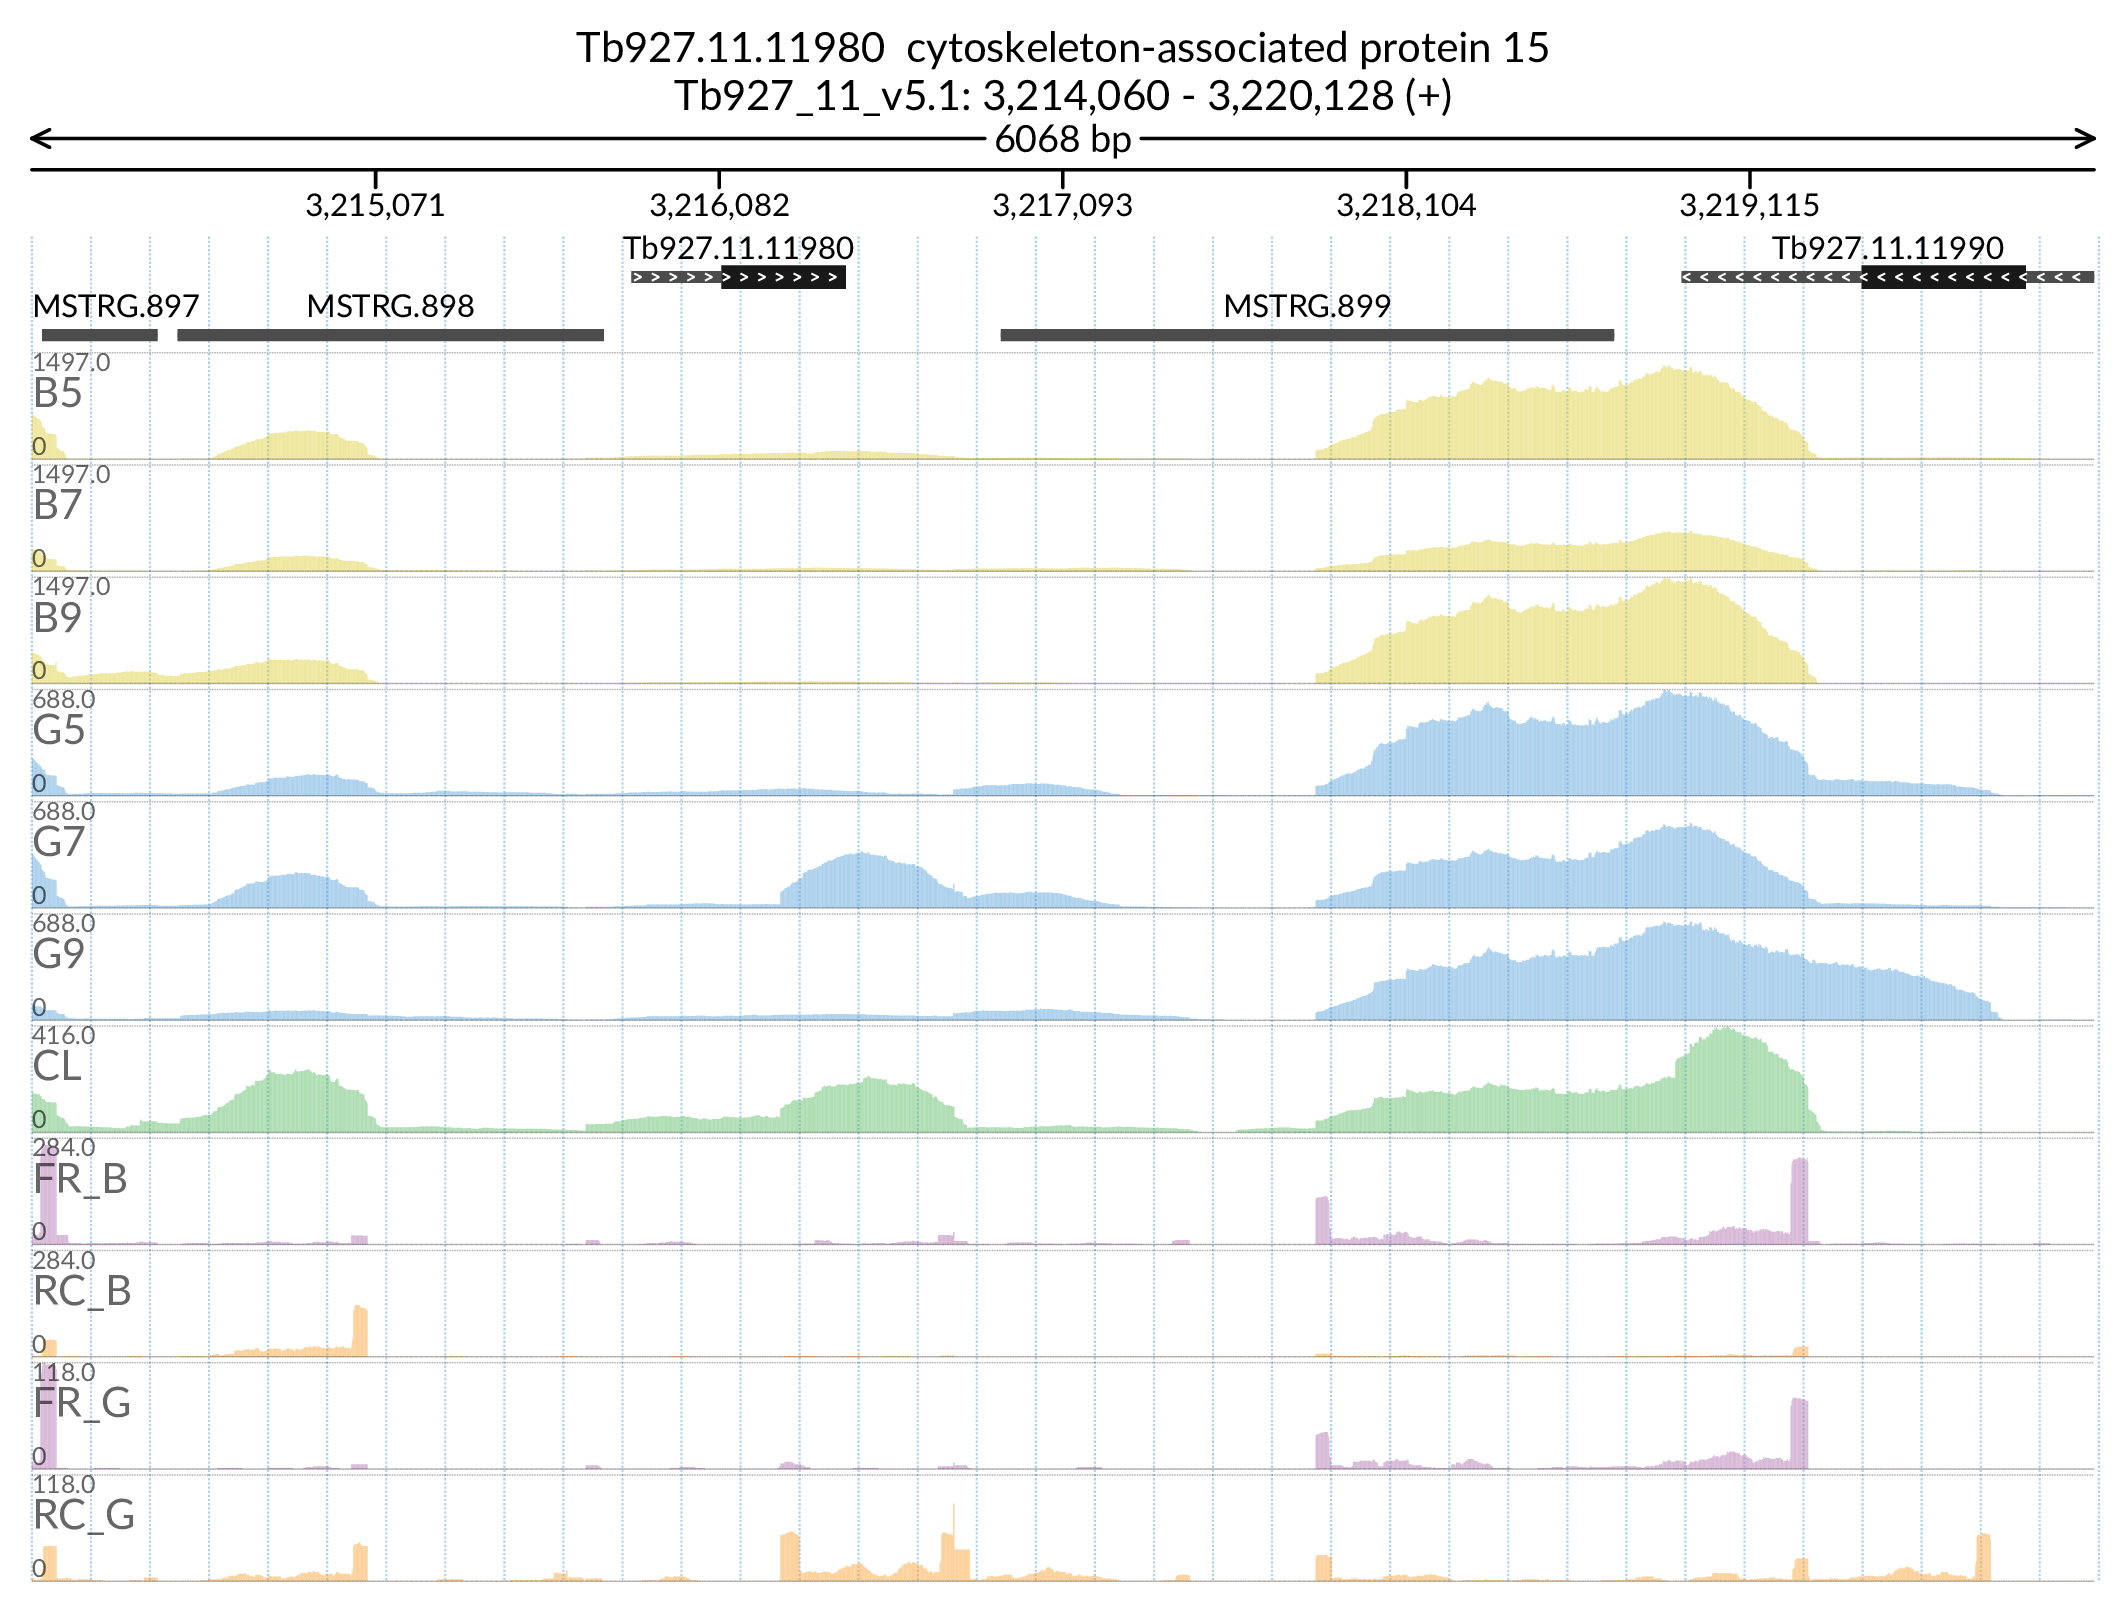 Tb927.11.11980 cytoskeleton-associated protein 15
Tb927_11_v5.1: 3,214,060 - 3,220,128 (+)
6068 bp
3,215,071 3,216,082 3,217,093 3,218,104 3,219,115
Tb927.11.11980 Tb927.11.11990
MSTRG.897 MSTRG.898 MSTRG.899
1497.0
B5
0
1497.0
B7
0
1497.0
B9
0
688.0
G5
0
688.0
G7
0
688.0
G9
0
416.0
CL
0
284.0
FR_B
0
284.0
RC_B
0
118.0
FR_G
0
118.0
RC_G
0